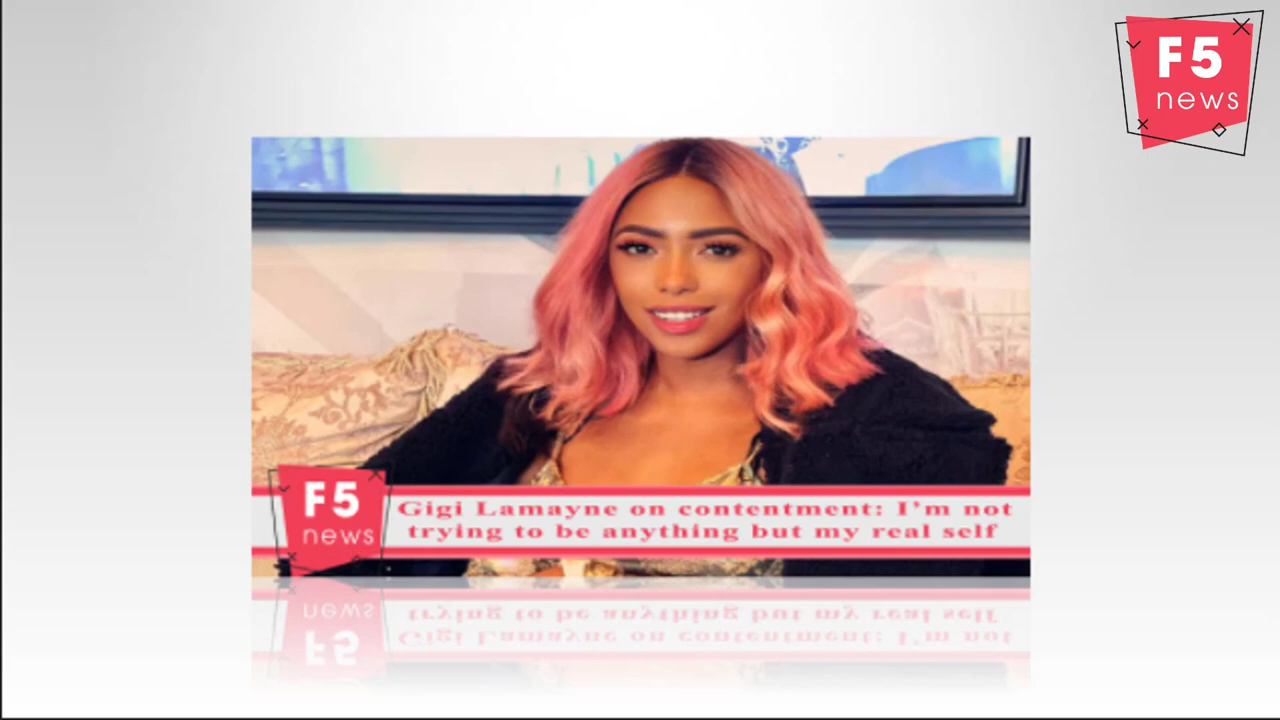 F5
news
F5
news
Gigi Lamayne on contentment: I'm not
trying to be anything but my real self